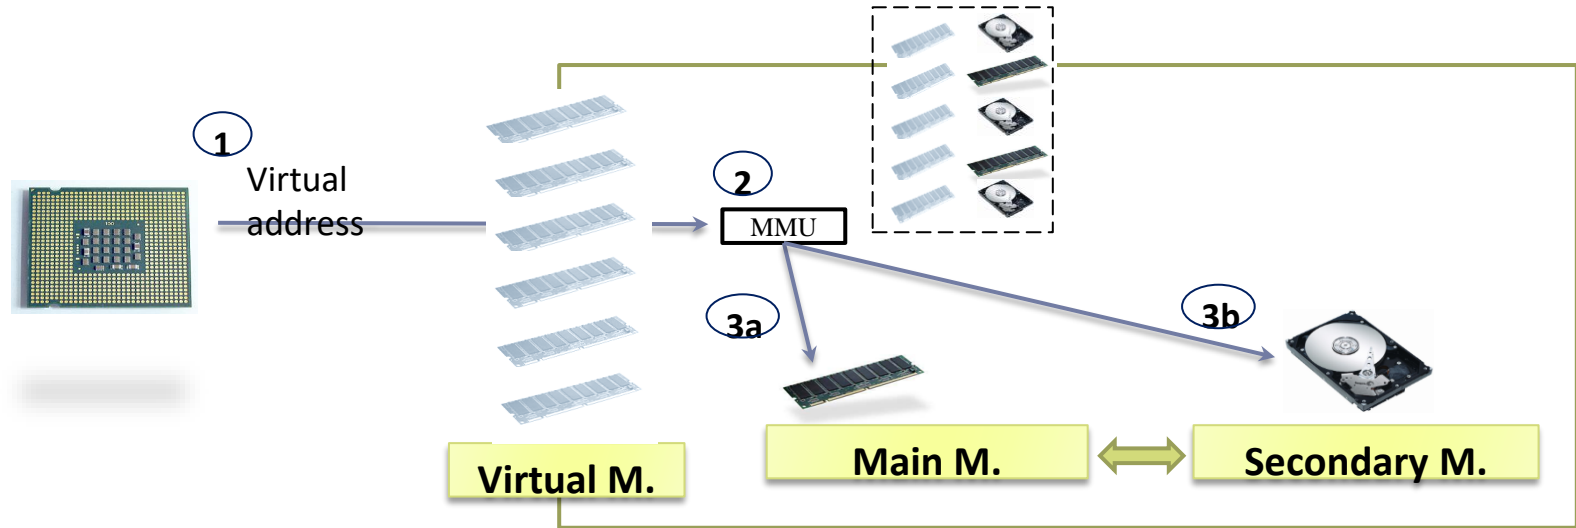 1
Virtual
address
2
MMU
3a
3b
Virtual M.
Main M.
Secondary M.